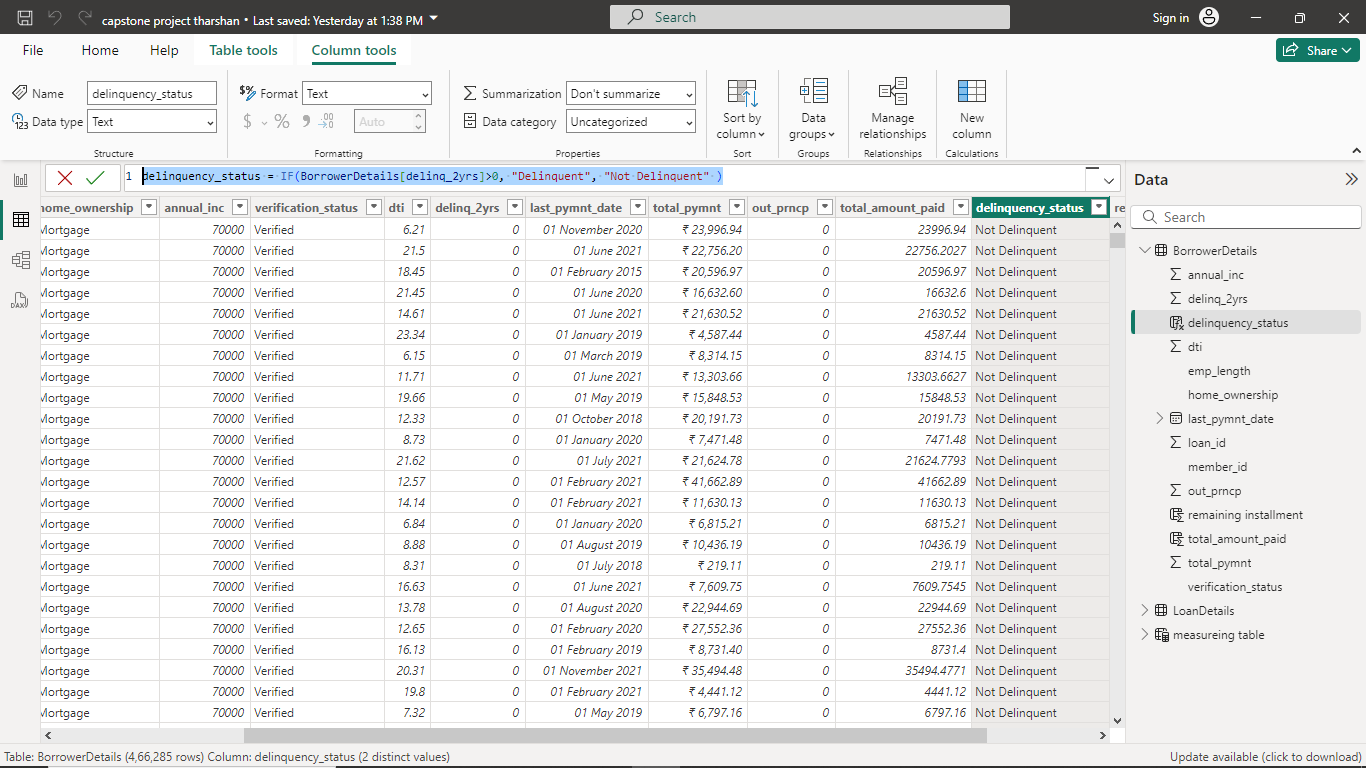 capstone project tharshan • Last saved: Yesterday at 1:38 PM
Search
Sign in
File Home Help Table tools Column tools
Share
Name delinquency_status
Data type Text
Structure
Format Text
$ % 9 .00
Auto
Formatting
Summarization Don't summarize
Data category Uncategorized
Properties
Sort by column
Sort
Data groups
Groups
Manage relationships
Relationships
New column
Calculations
1 delinquency_status = IF(BorrowerDetails[delinq_2yrs]>0, "Delinquent", "Not Delinquent" )
home_ownership annual_inc verification_status dti delinq_2yrs last_pymnt_date total_pymnt out_prncp total_amount_paid delinquency_status re
Mortgage 70000 Verified 6.21 0 01 November 2020 ₹ 23,996.94 0 23996.94 Not Delinquent
Mortgage 70000 Verified 21.5 0 01 June 2021 ₹ 22,756.20 0 22756.2027 Not Delinquent
Mortgage 70000 Verified 18.45 0 01 February 2015 ₹ 20,596.97 0 20596.97 Not Delinquent
Mortgage 70000 Verified 21.45 0 01 June 2020 ₹ 16,632.60 0 16632.6 Not Delinquent
Mortgage 70000 Verified 14.61 0 01 June 2021 ₹ 21,630.52 0 21630.52 Not Delinquent
Mortgage 70000 Verified 23.34 0 01 January 2019 ₹ 4,587.44 0 4587.44 Not Delinquent
Mortgage 70000 Verified 6.15 0 01 March 2019 ₹ 8,314.15 0 8314.15 Not Delinquent
Mortgage 70000 Verified 11.71 0 01 June 2021 ₹ 13,303.66 0 13303.6627 Not Delinquent
Mortgage 70000 Verified 19.66 0 01 May 2019 ₹ 15,848.53 0 15848.53 Not Delinquent
Mortgage 70000 Verified 12.33 0 01 October 2018 ₹ 20,191.73 0 20191.73 Not Delinquent
Mortgage 70000 Verified 8.73 0 01 January 2020 ₹ 7,471.48 0 7471.48 Not Delinquent
Mortgage 70000 Verified 21.62 0 01 July 2021 ₹ 21,624.78 0 21624.7793 Not Delinquent
Mortgage 70000 Verified 12.57 0 01 February 2021 ₹ 41,662.89 0 41662.89 Not Delinquent
Mortgage 70000 Verified 14.14 0 01 February 2021 ₹ 11,630.13 0 11630.13 Not Delinquent
Mortgage 70000 Verified 6.84 0 01 January 2020 ₹ 6,815.21 0 6815.21 Not Delinquent
Mortgage 70000 Verified 8.88 0 01 August 2019 ₹ 10,436.19 0 10436.19 Not Delinquent
Mortgage 70000 Verified 8.31 0 01 July 2018 ₹ 219.11 0 219.11 Not Delinquent
Mortgage 70000 Verified 16.63 0 01 June 2021 ₹ 7,609.75 0 7609.7545 Not Delinquent
Mortgage 70000 Verified 13.78 0 01 August 2020 ₹ 22,944.69 0 22944.69 Not Delinquent
Mortgage 70000 Verified 12.65 0 01 February 2020 ₹ 27,552.36 0 27552.36 Not Delinquent
Mortgage 70000 Verified 16.13 0 01 February 2019 ₹ 8,731.40 0 8731.4 Not Delinquent
Mortgage 70000 Verified 20.31 0 01 November 2021 ₹ 35,494.48 0 35494.4771 Not Delinquent
Mortgage 70000 Verified 19.8 0 01 February 2021 ₹ 4,441.12 0 4441.12 Not Delinquent
Mortgage 70000 Verified 7.32 0 01 May 2019 ₹ 6,797.16 0 6797.16 Not Delinquent
Data
Search
BorrowerDetails
annual_inc
delinq_2yrs
delinquency_status
dti
emp_length
home_ownership
last_pymnt_date
loan_id
member_id
out_prncp
remaining installment
total_amount_paid
total_pymnt
verification_status
LoanDetails
measureing table
Table: BorrowerDetails (4,66,285 rows) Column: delinquency_status (2 distinct values)
Update available (click to download)